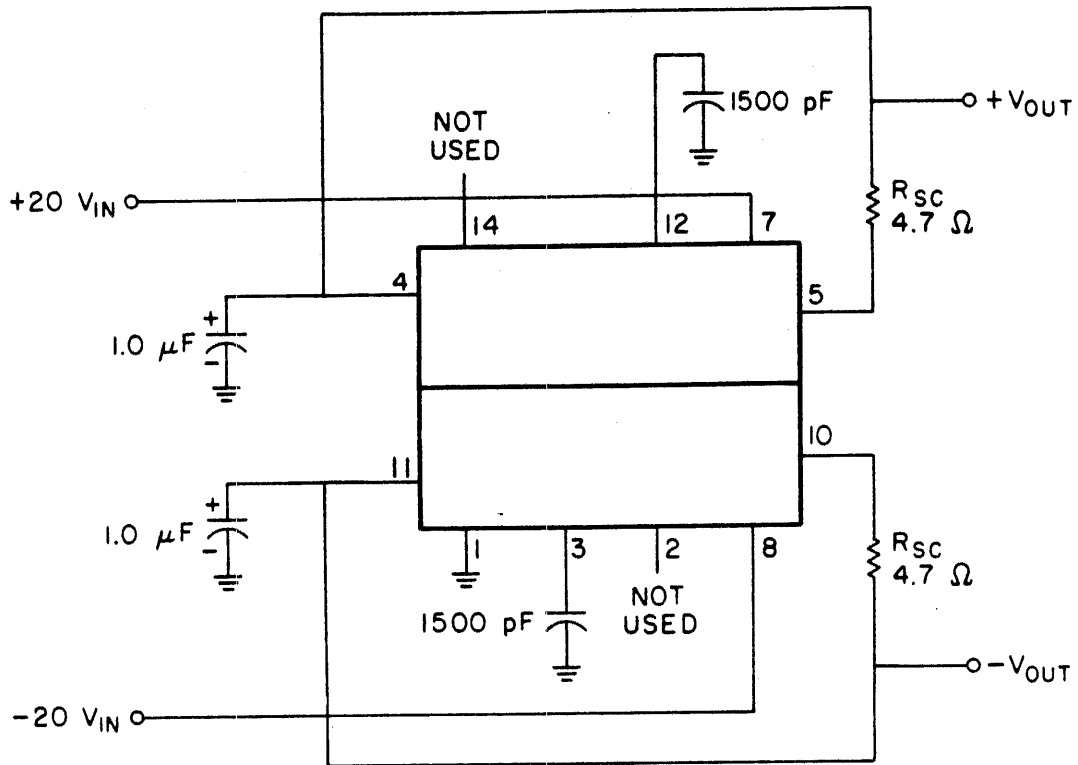 1500 pF
+VOUT
NOT
USED
+20 VIN
RSC
4.7 Ω
14
12
7
4
5
+
1.0 μF
-
10
11
+
1.0 μF
-
1
3
2
8
RSC
4.7 Ω
1500 pF
NOT
USED
-VOUT
-20 VIN